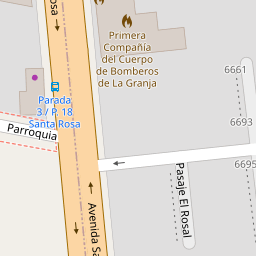 osa
Primera
Compañía
del Cuerpo
de Bomberos
de La Granja
6661
Parada
3 / P. 18
Santa Rosa
6693
Parroquia
6695
Pasaje El Rosal
Avenida Sa